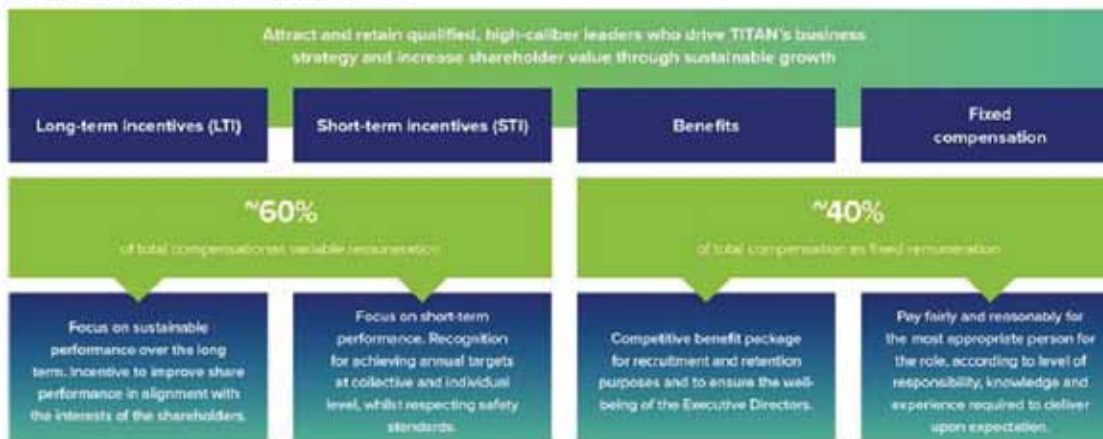 Attract and retain qualified, high-caliber leaders who drive TITAN's business
strategy and increase shareholder value through sustainable growth
Long-term incentives (LTI)
Short-term incentives (STI)
Benefits
Fixed
compensation
~60%
of total compensation as variable remuneration
~40%
of total compensation as fixed remuneration
Focus on sustainable
performance over the long
term. Incentive to improve share
performance in alignment with
the interests of the shareholders.
Focus on short-term
performance. Recognition
for achieving annual targets
at collective and individual
level, whilst respecting safety
standards.
Competitive benefit package
for recruitment and retention
purposes and to ensure the well-
being of the Executive Directors.
Pay fairly and reasonably for
the most appropriate person for
the role, according to level of
responsibility, knowledge and
experience required to deliver
upon expectation.